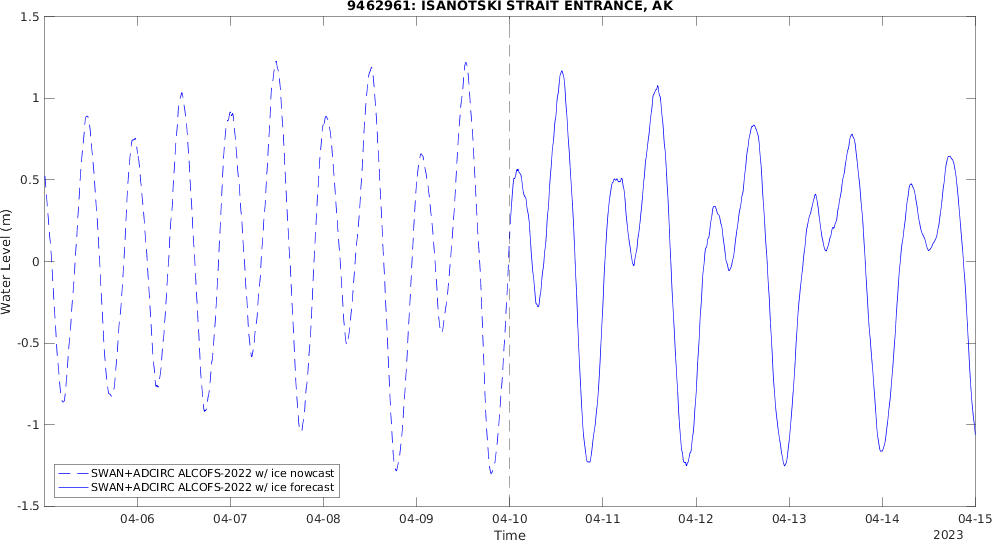 9462961: ISANOTSKI STRAIT ENTRANCE, AK
1.5
1
0.5
0
-0.5
-1
-1.5
Water Level (m)
SWAN+ADCIRC ALCOFS-2022 w/ ice nowcast
SWAN+ADCIRC ALCOFS-2022 w/ ice forecast
04-06 04-07 04-08 04-09 04-10 04-11 04-12 04-13 04-14 04-15
Time
2023